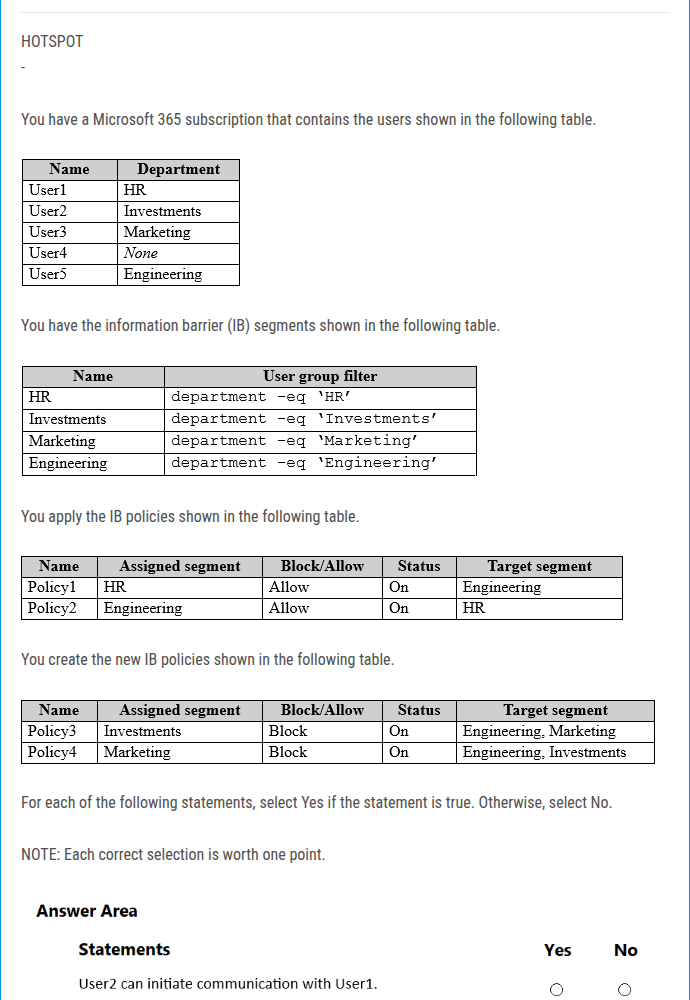 HOTSPOT
-
You have a Microsoft 365 subscription that contains the users shown in the following table.
Name Department
User1 HR
User2 Investments
User3 Marketing
User4 None
User5 Engineering
You have the information barrier (IB) segments shown in the following table.
Name User group filter
HR department -eq ‘HR’
Investments department -eq ‘Investments’
Marketing department -eq ‘Marketing’
Engineering department -eq ‘Engineering’
You apply the IB policies shown in the following table.
Name Assigned segment Block/Allow Status Target segment
Policy1 HR Allow On Engineering
Policy2 Engineering Allow On HR
You create the new IB policies shown in the following table.
Name Assigned segment Block/Allow Status Target segment
Policy3 Investments Block On Engineering, Marketing
Policy4 Marketing Block On Engineering, Investments
For each of the following statements, select Yes if the statement is true. Otherwise, select No.
NOTE: Each correct selection is worth one point.
Answer Area
Statements Yes No
User2 can initiate communication with User1.